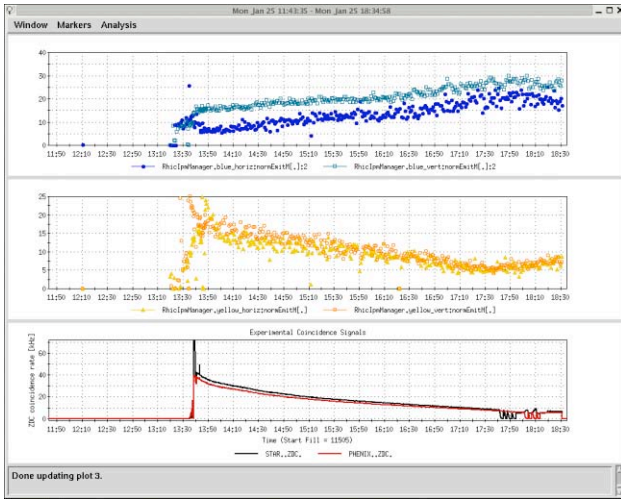 Mon Jan 25 11:43:35 - Mon Jan 25 18:34:58
Window Markers Analysis
40
30
20
10
0
11:50 12:10 12:30 12:50 13:10 13:30 13:50 14:10 14:30 14:50 15:10 15:30 15:50 16:10 16:30 16:50 17:10 17:30 17:50 18:10 18:30
RhicIpmManager.blue_horiz:normEmitM[.]:2 RhicIpmManager.blue_vert:normEmitM[.]:2
25
20
15
10
5
0
11:50 12:10 12:30 12:50 13:10 13:30 13:50 14:10 14:30 14:50 15:10 15:30 15:50 16:10 16:30 16:50 17:10 17:30 17:50 18:10 18:30
RhicIpmManager.yellow_horiz:normEmitM[.] RhicIpmManager.yellow_vert:normEmitM[.]
Experimental Coincidence Signals
ZDC coincidence rate [kHz]
60
40
20
0
11:50 12:10 12:30 12:50 13:10 13:30 13:50 14:10 14:30 14:50 15:10 15:30 15:50 16:10 16:30 16:50 17:10 17:30 17:50 18:10 18:30
Time (Start Fill = 11505)
STAR..ZDC. PHENIX..ZDC.
Done updating plot 3.